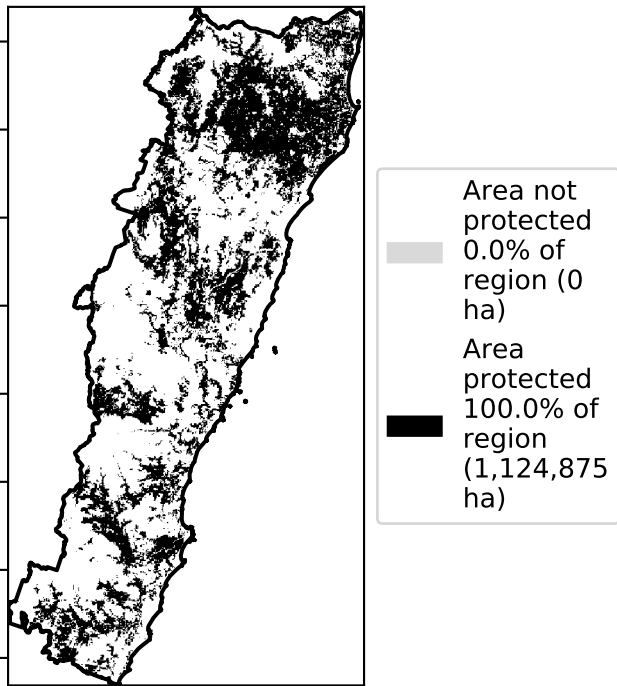 Area not
protected
0.0% of
region (0
ha)
Area
protected
100.0% of
region
(1,124,875
ha)